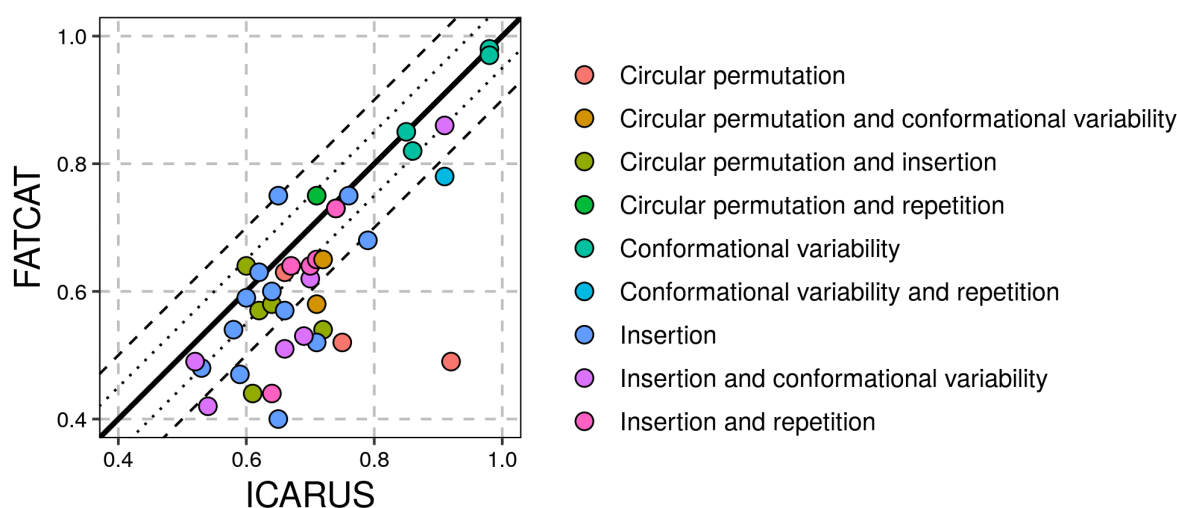 FATCAT
1.0
0.8
0.6
0.4
0.4 0.6 0.8 1.0
ICARUS
Circular permutation
Circular permutation and conformational variability
Circular permutation and insertion
Circular permutation and repetition
Conformational variability
Conformational variability and repetition
Insertion
Insertion and conformational variability
Insertion and repetition